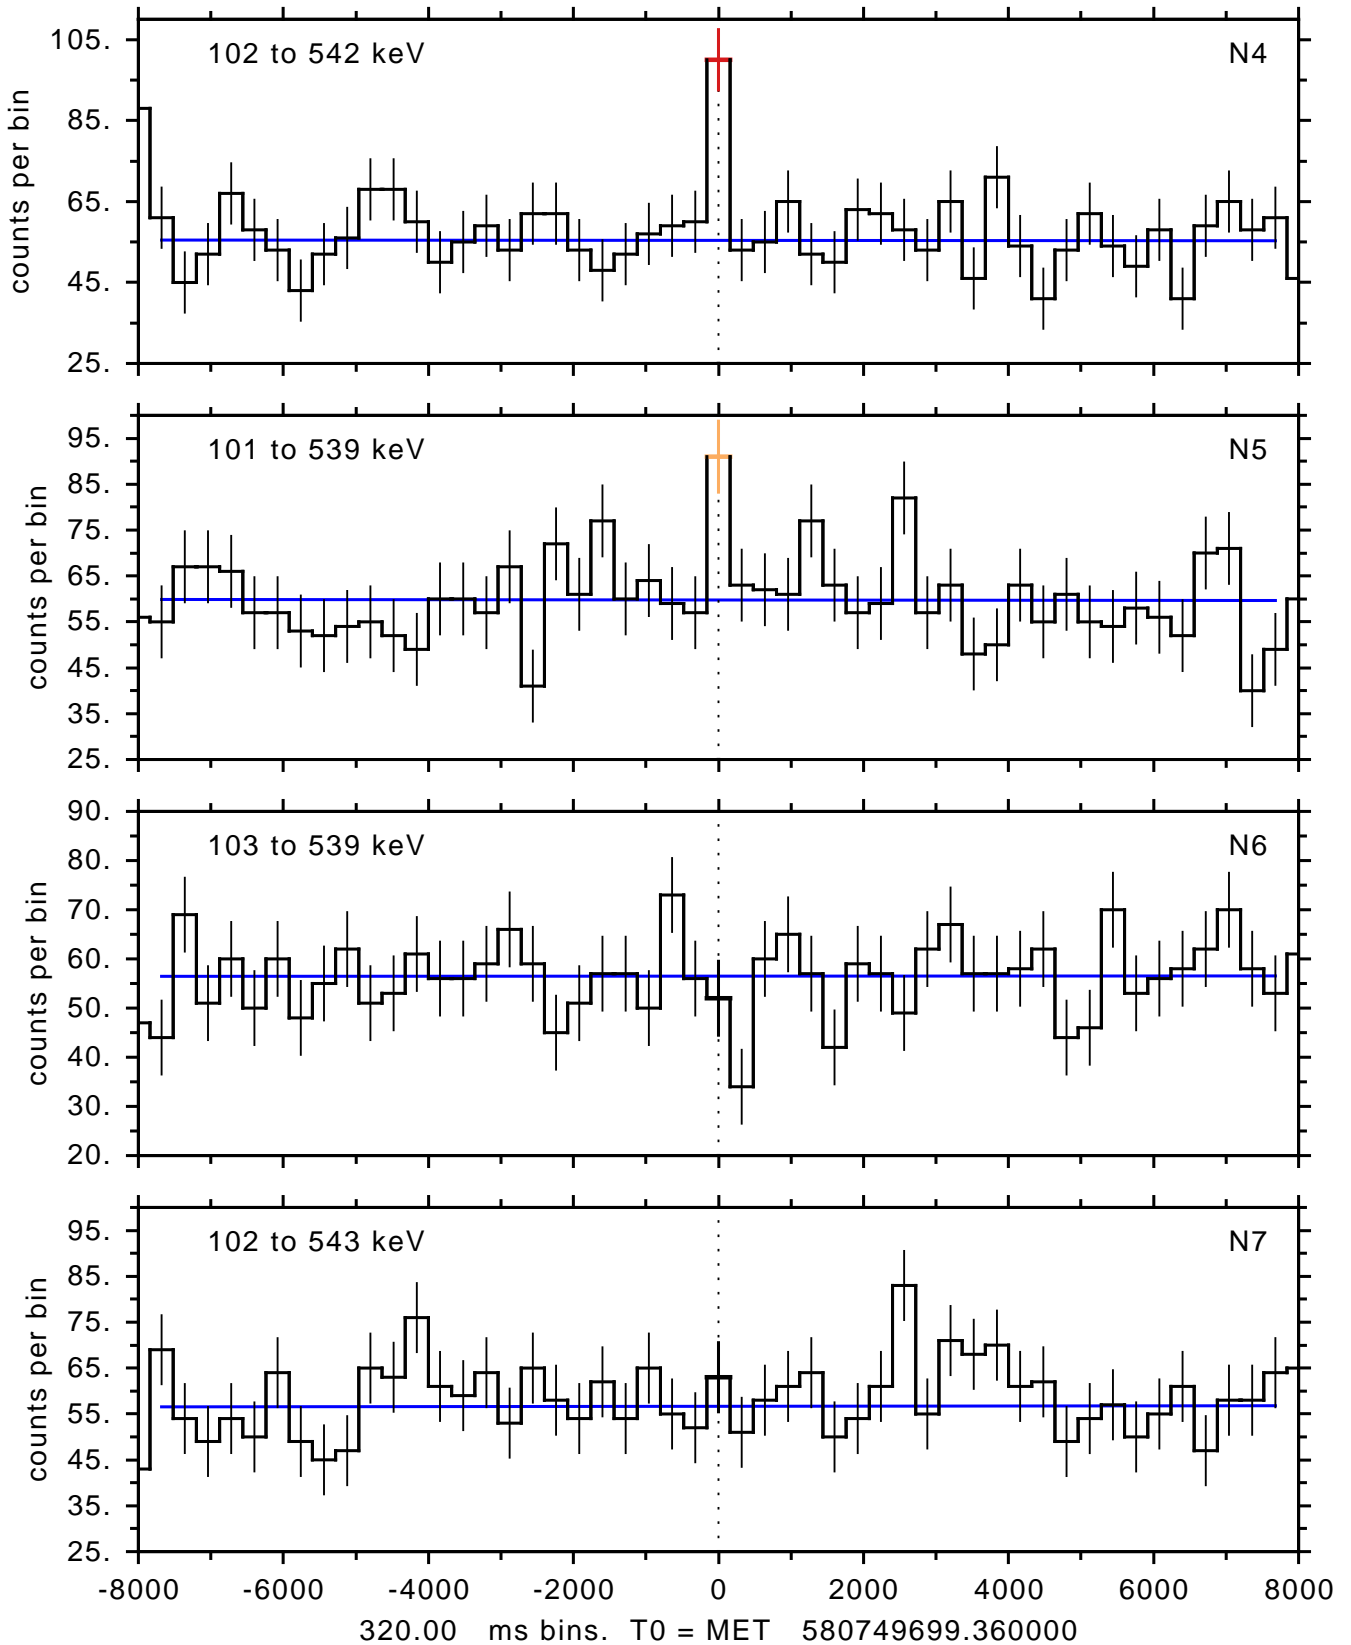 102 to 542 keV N4
105.
85.
65.
45.
25.
counts per bin
101 to 539 keV N5
95.
85.
75.
65.
55.
45.
35.
25.
counts per bin
103 to 539 keV N6
90.
80.
70.
60.
50.
40.
30.
20.
counts per bin
102 to 543 keV N7
95.
85.
75.
65.
55.
45.
35.
25.
counts per bin
-8000 -6000 -4000 -2000 0 2000 4000 6000 8000
320.00 ms bins. T0 = MET 580749699.360000